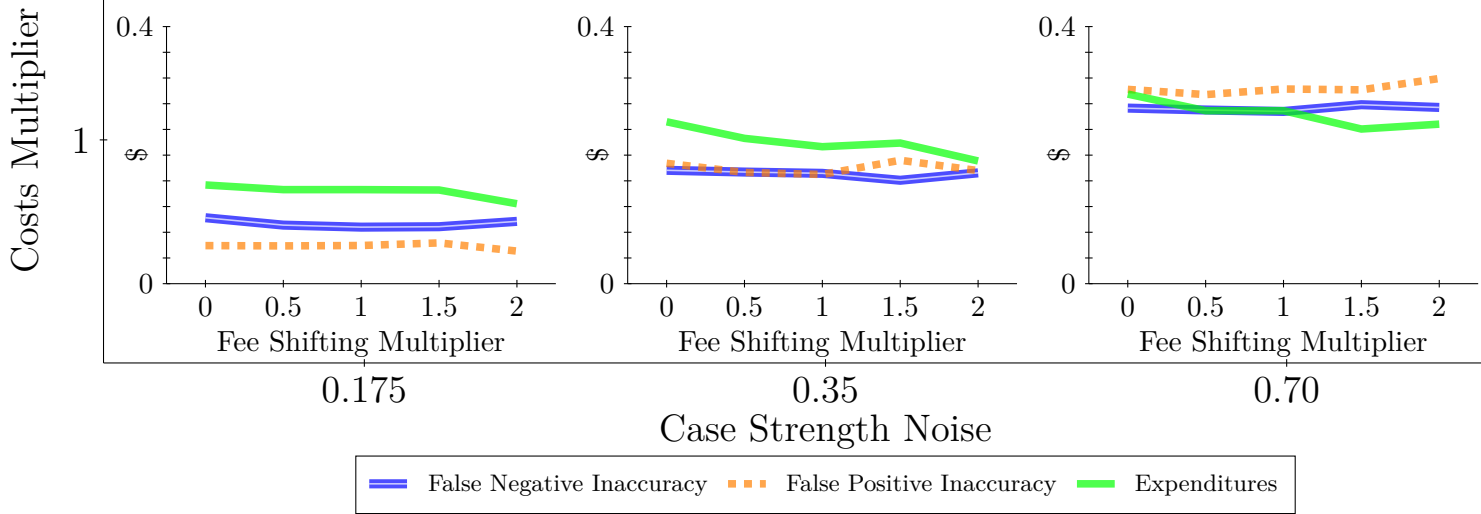 Costs Multiplier
1
0.4
$
0
0 0.5 1 1.5 2
Fee Shifting Multiplier
0.4
$
0
0 0.5 1 1.5 2
Fee Shifting Multiplier
0.4
$
0
0 0.5 1 1.5 2
Fee Shifting Multiplier
0.175 0.35 0.70
Case Strength Noise
False Negative Inaccuracy False Positive Inaccuracy Expenditures